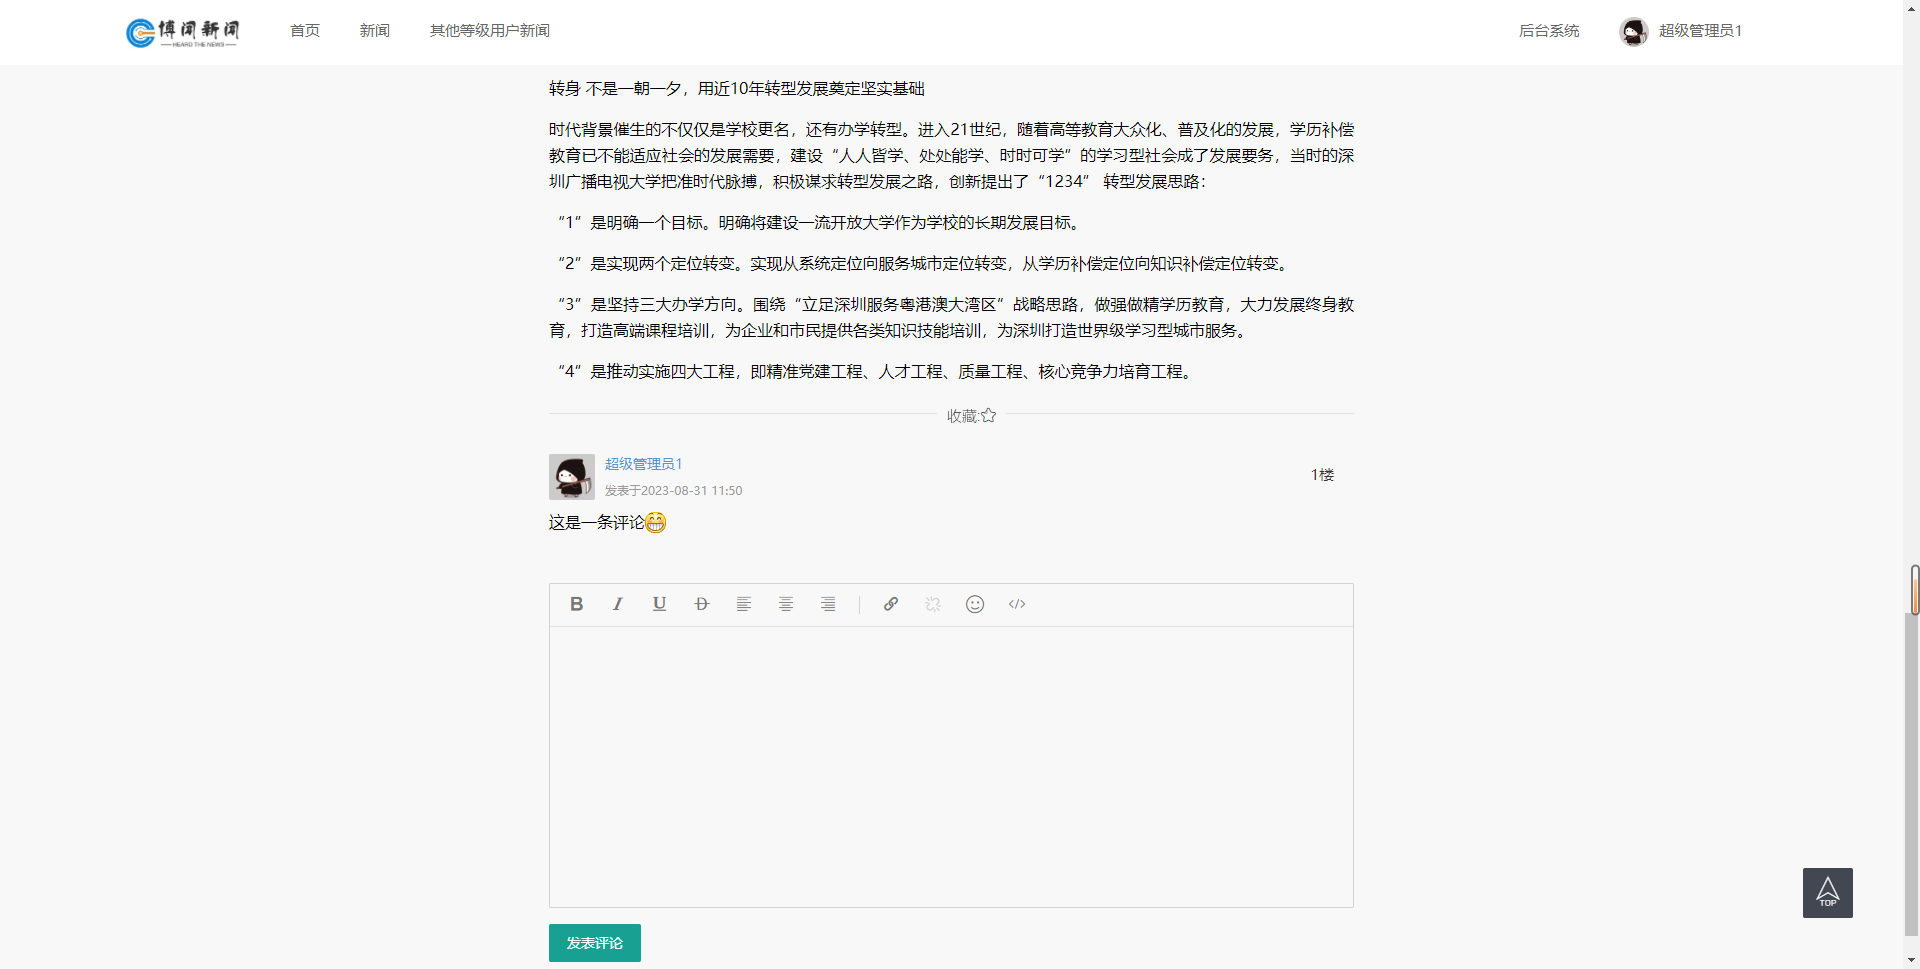 博闻新闻
HEARD THE NEWS
首页
新闻
其他等级用户新闻
后台系统
超级管理员1
转身 不是一朝一夕，用近10年转型发展奠定坚实基础
时代背景催生的不仅仅是学校更名，还有办学转型。进入21世纪，随着高等教育大众化、普及化的发展，学历补偿
教育已不能适应社会的发展需要，建设“人人皆学、处处能学、时时可学”的学习型社会成了发展要务，当时的深
圳广播电视大学把准时代脉搏，积极谋求转型发展之路，创新提出了“1234” 转型发展思路：
“1”是明确一个目标。明确将建设一流开放大学作为学校的长期发展目标。
“2”是实现两个定位转变。实现从系统定位向服务城市定位转变，从学历补偿定位向知识补偿定位转变。
“3”是坚持三大办学方向。围绕“立足深圳服务粤港澳大湾区”战略思路，做强做精学历教育，大力发展终身教
育，打造高端课程培训，为企业和市民提供各类知识技能培训，为深圳打造世界级学习型城市服务。
“4”是推动实施四大工程，即精准党建工程、人才工程、质量工程、核心竞争力培育工程。
收藏:
超级管理员1
发表于2023-08-31 11:50
1楼
这是一条评论😁
B I U D
TOP
发表评论